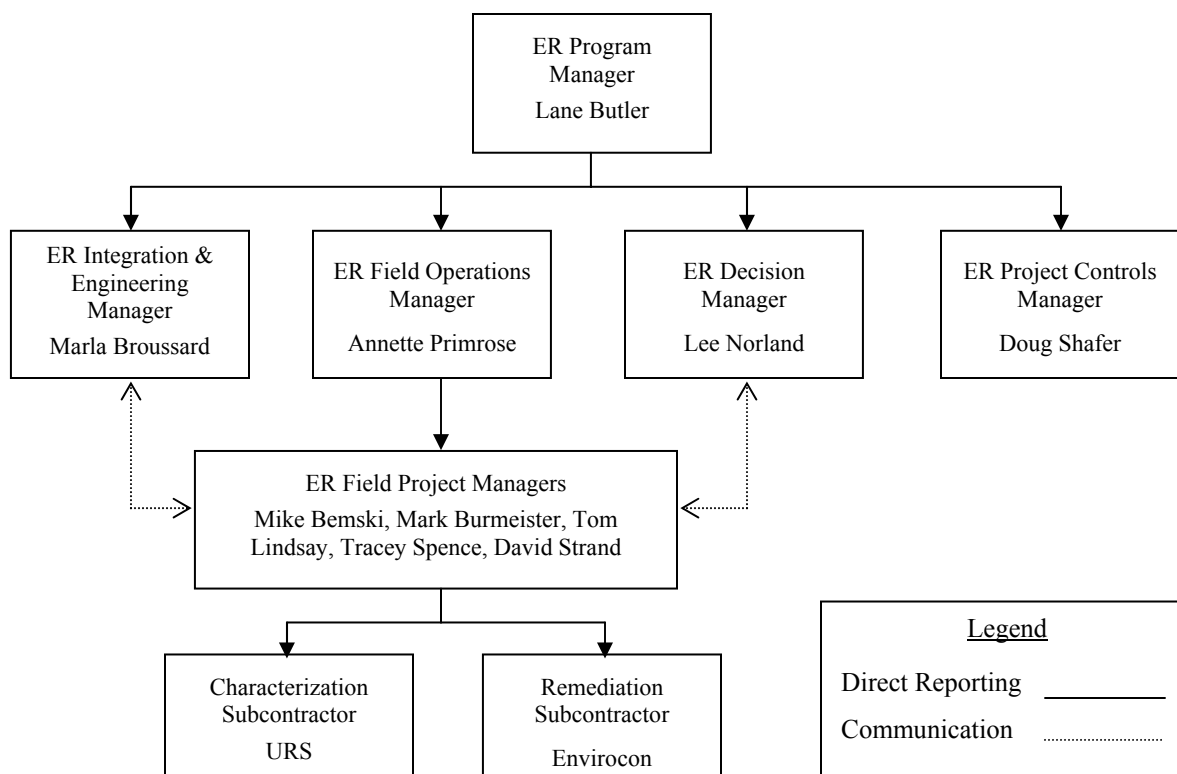 ER Program
Manager
Lane Butler
ER Integration &
Engineering
Manager
Marla Broussard
ER Field Operations
Manager
Annette Primrose
ER Decision
Manager
Lee Norland
ER Project Controls
Manager
Doug Shafer
ER Field Project Managers
Mike Bemski, Mark Burmeister, Tom
Lindsay, Tracey Spence, David Strand
Characterization
Subcontractor
URS
Remediation
Subcontractor
Envirocon
Legend
Direct Reporting
Communication